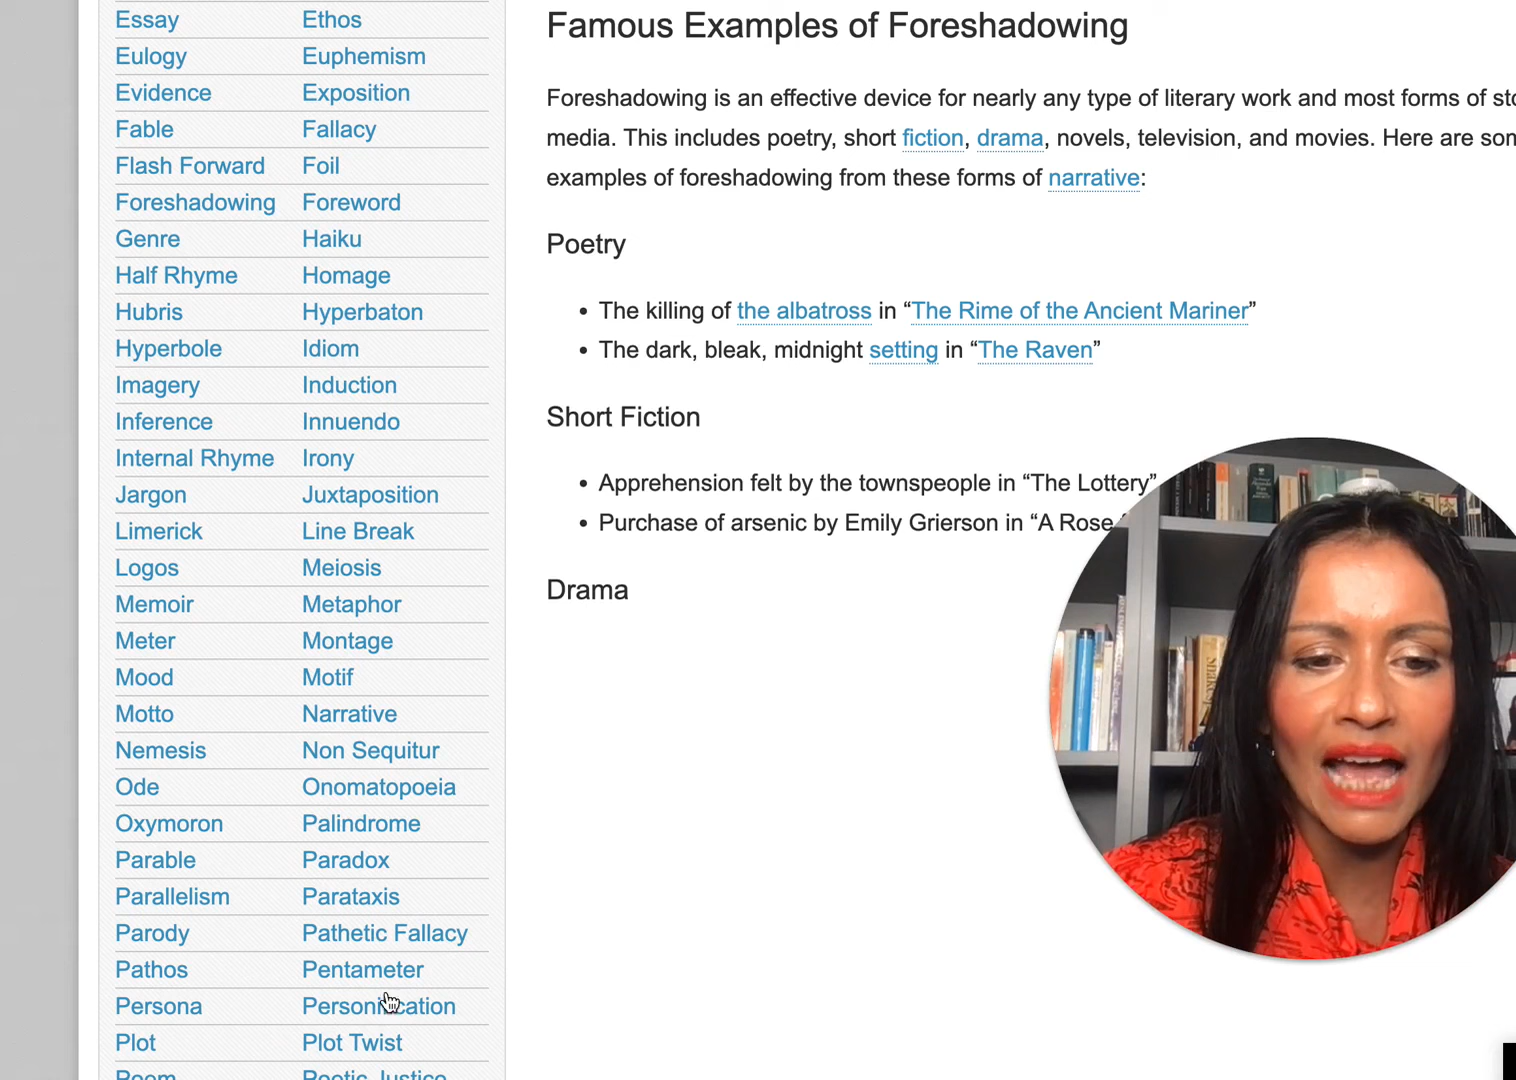 Essay Ethos
Eulogy Euphemism
Evidence Exposition
Fable Fallacy
Flash Forward Foil
Foreshadowing Foreword
Genre Haiku
Half Rhyme Homage
Hubris Hyperbaton
Hyperbole Idiom
Imagery Induction
Inference Innuendo
Internal Rhyme Irony
Jargon Juxtaposition
Limerick Line Break
Logos Meiosis
Memoir Metaphor
Meter Montage
Mood Motif
Motto Narrative
Nemesis Non Sequitur
Ode Onomatopoeia
Oxymoron Palindrome
Parable Paradox
Parallelism Parataxis
Parody Pathetic Fallacy
Pathos Pentameter
Persona Personification
Plot Plot Twist
Poem Poetic Justice
Famous Examples of Foreshadowing
Foreshadowing is an effective device for nearly any type of literary work and most forms of
media. This includes poetry, short fiction, drama, novels, television, and movies. Here are
examples of foreshadowing from these forms of narrative:
Poetry
• The killing of the albatross in “The Rime of the Ancient Mariner”
• The dark, bleak, midnight setting in “The Raven”
Short Fiction
• Apprehension felt by the townspeople in “The Lottery”
• Purchase of arsenic by Emily Grierson in “A Rose
Drama